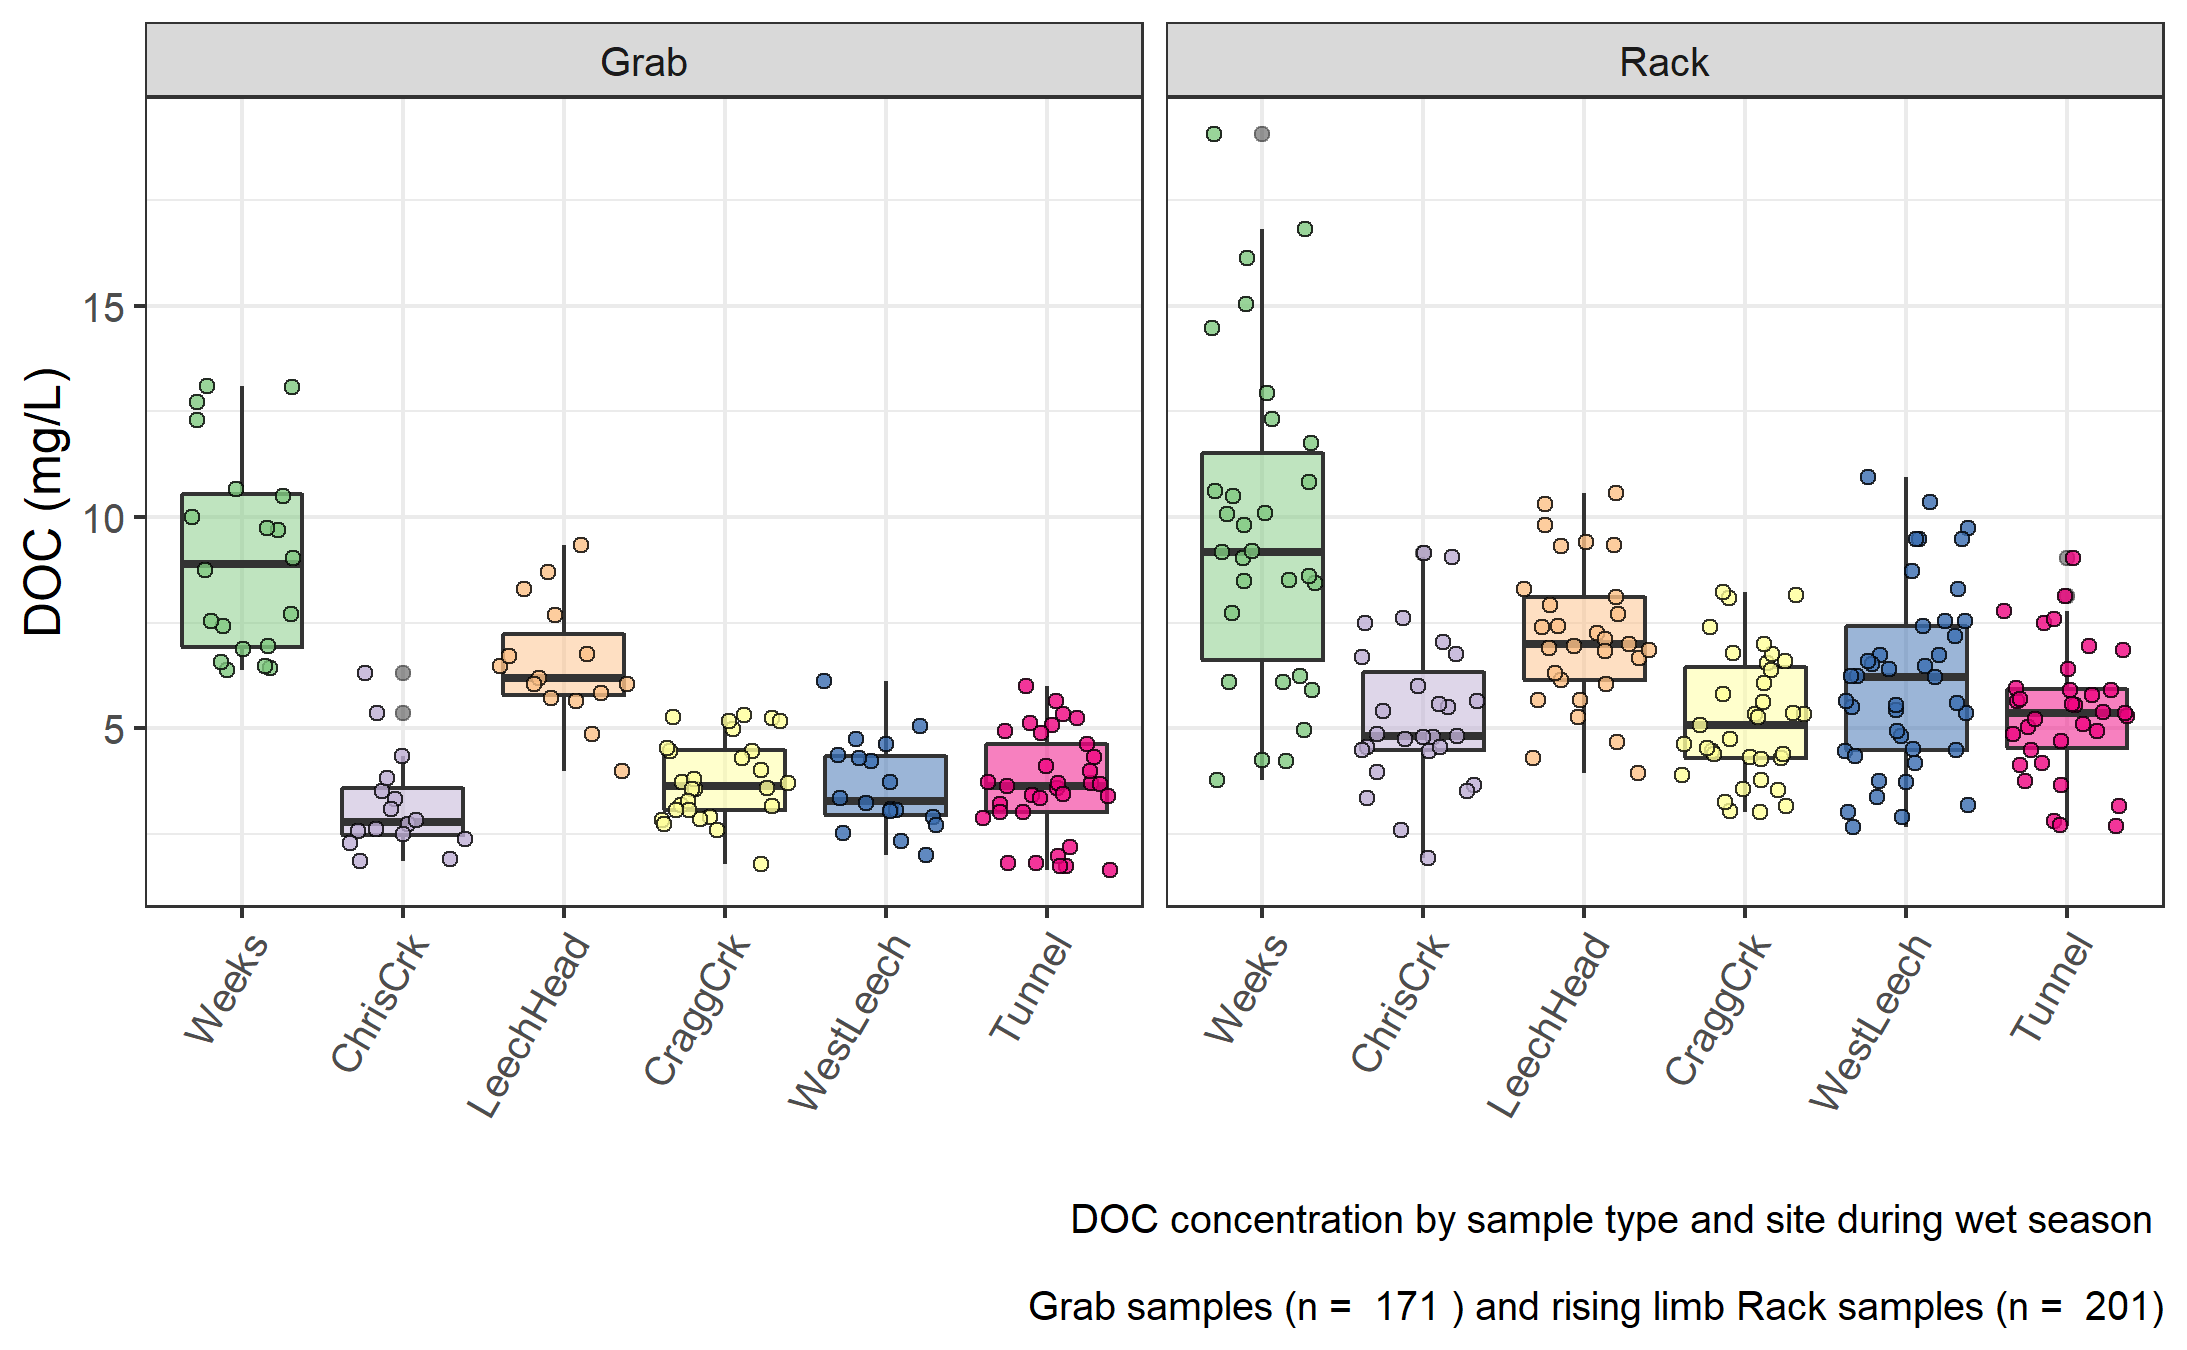 Grab
Rack
DOC (mg/L)
15
10
5
Weeks
ChrisCrk
LeechHead
CraggCrk
WestLeech
Tunnel
Weeks
ChrisCrk
LeechHead
CraggCrk
WestLeech
Tunnel
DOC concentration by sample type and site during wet season
Grab samples (n =  171 ) and rising limb Rack samples (n =  201)